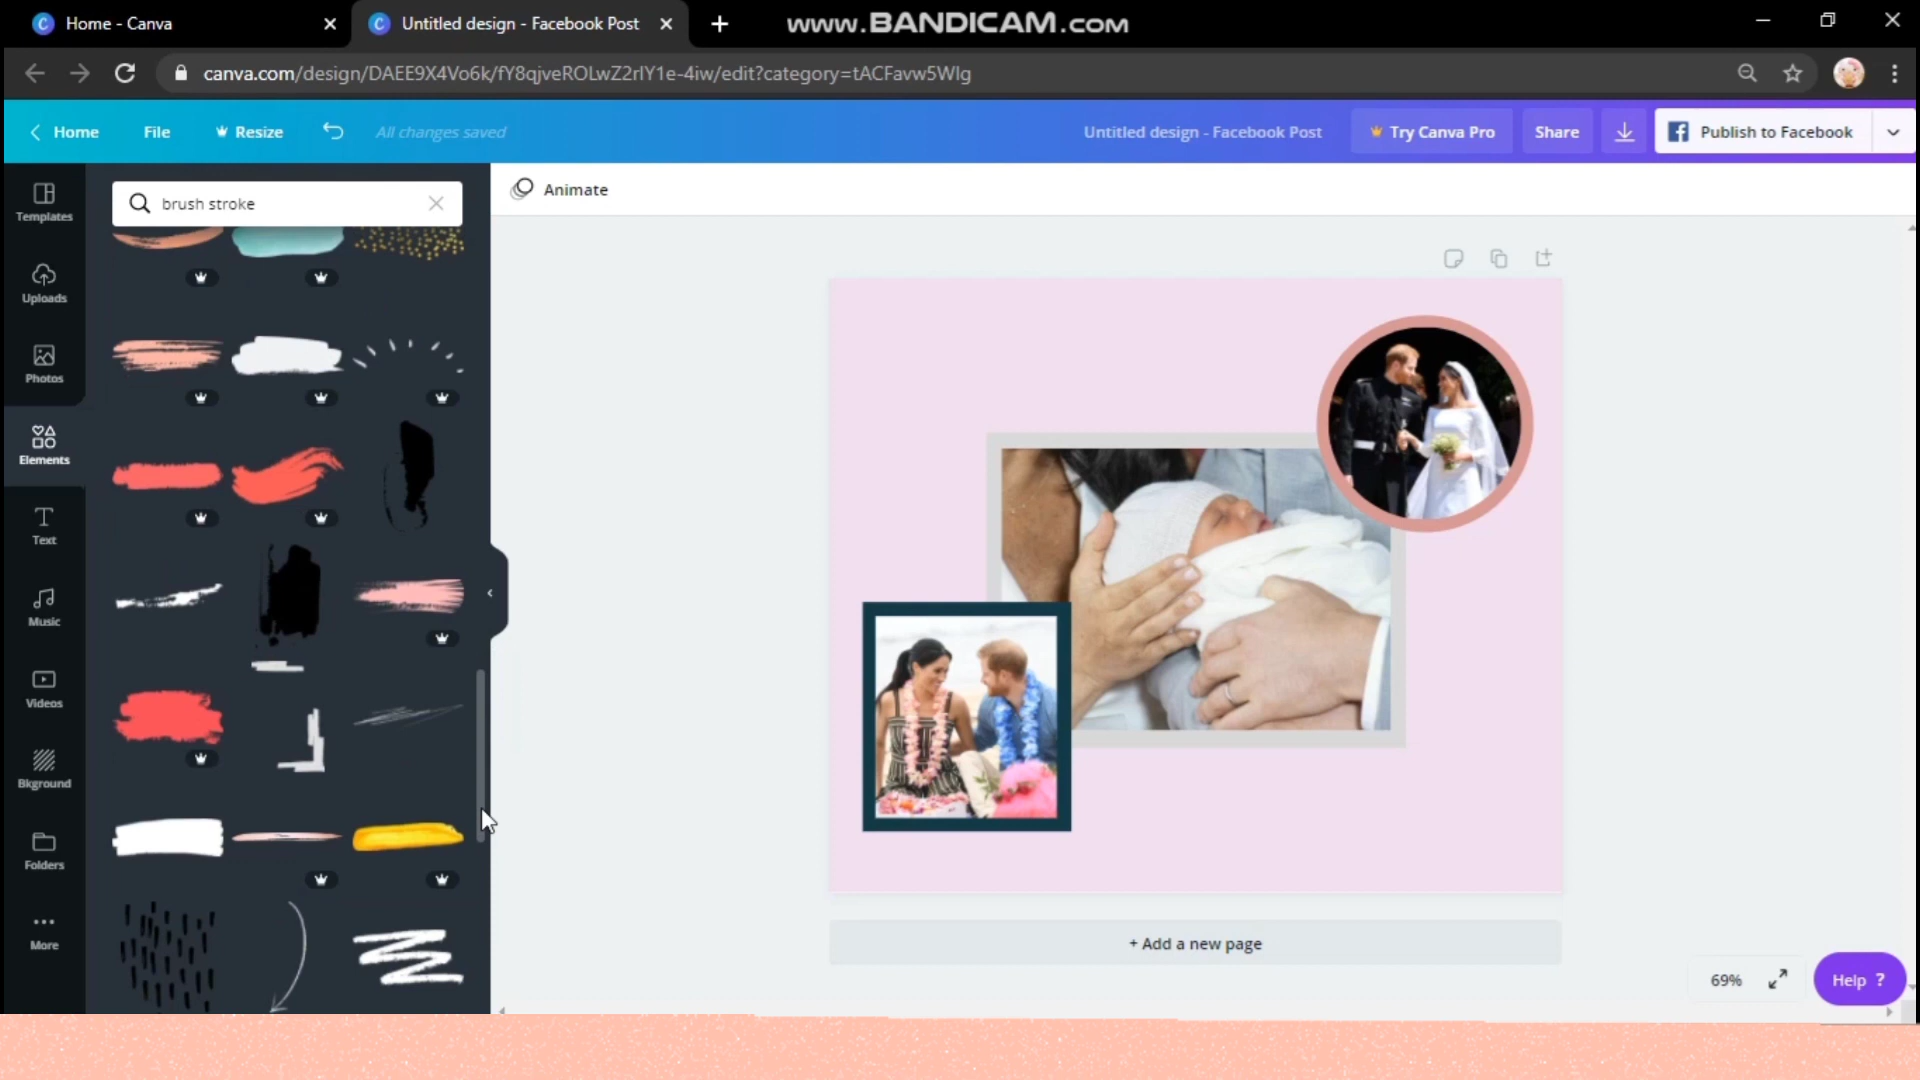 Home - Canva
Untitled design - Facebook Post
www.BANDICAM.com
canva.com/design/DAEE9X4Vo6k/fY8qjveROLwZ2rlY1e-4iw/edit?category=tACFavw5WIg
Home
File
Resize
All changes saved
Untitled design - Facebook Post
Try Canva Pro
Share
Publish to Facebook
Templates
Uploads
Photos
Elements
Text
Music
Videos
Bkground
Folders
More
brush stroke
Animate
+ Add a new page
69%
Help ?